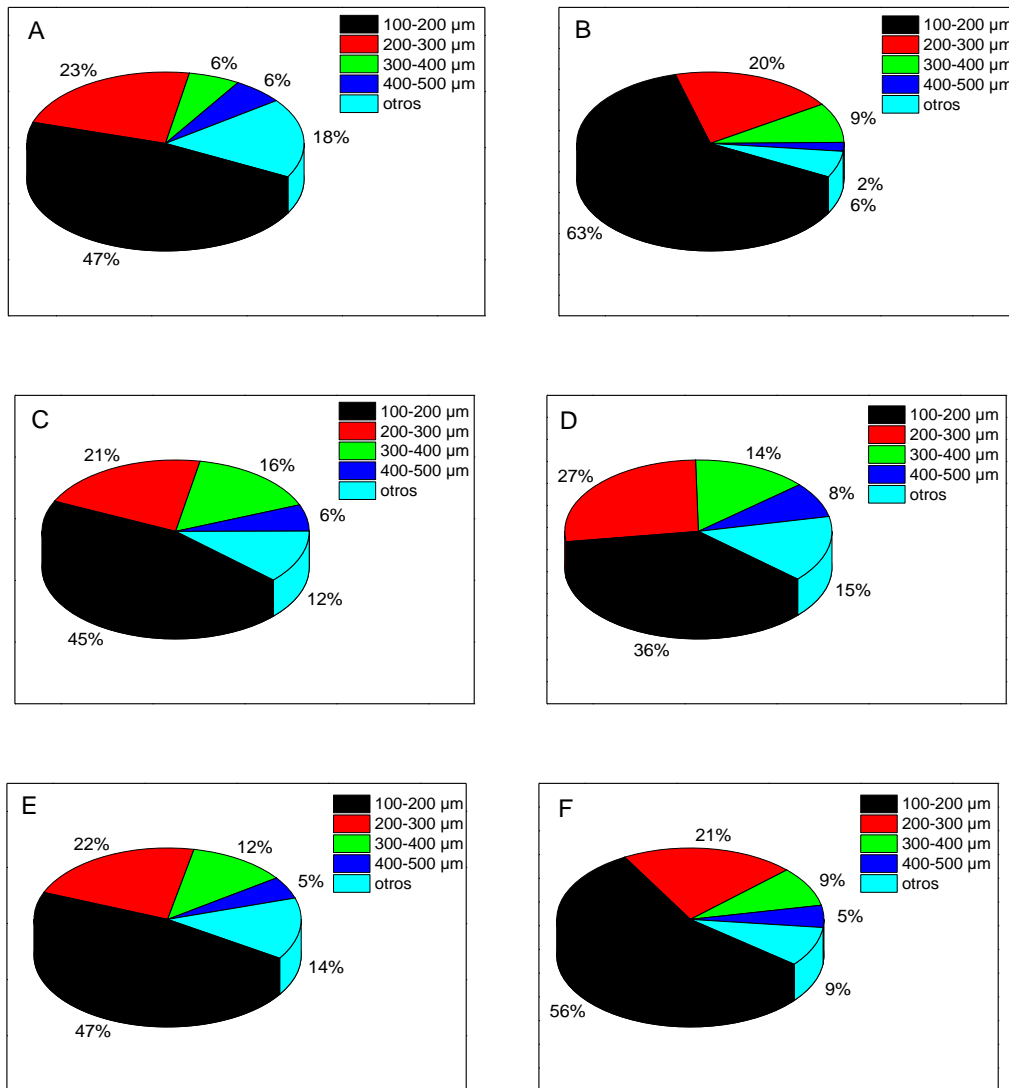 A
100-200 µm
200-300 µm
300-400 µm
400-500 µm
otros
23%
6%
6%
18%
47%
B
100-200 µm
200-300 µm
300-400 µm
400-500 µm
otros
20%
9%
2%
6%
63%
C
100-200 µm
200-300 µm
300-400 µm
400-500 µm
otros
21%
16%
6%
12%
45%
D
100-200 µm
200-300 µm
300-400 µm
400-500 µm
otros
27%
14%
8%
15%
36%
E
100-200 µm
200-300 µm
300-400 µm
400-500 µm
otros
22%
12%
5%
14%
47%
F
100-200 µm
200-300 µm
300-400 µm
400-500 µm
otros
21%
9%
5%
9%
56%